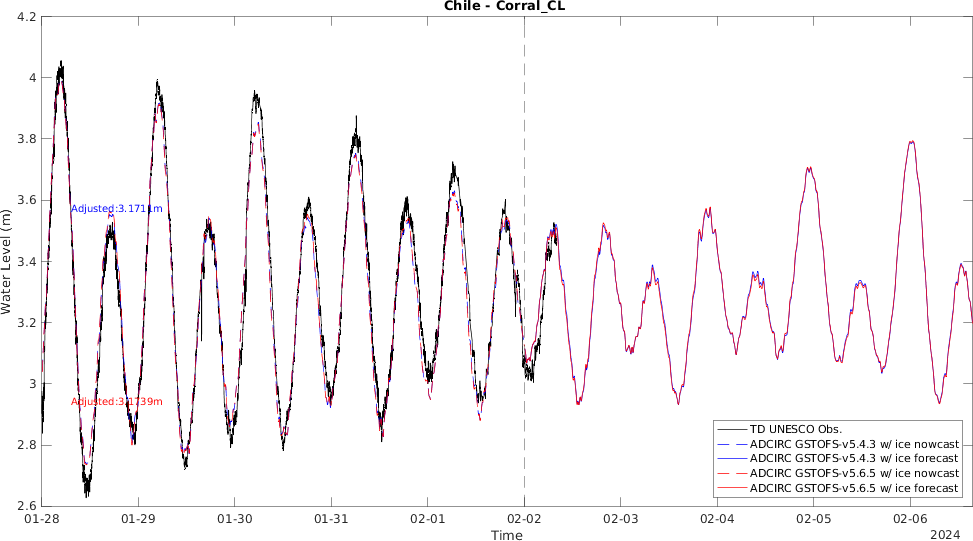 Chile - Corral_CL
4.2
4
3.8
3.6
3.4
3.2
3
2.8
2.6
Water Level (m)
Adjusted:3.1711m
Adjusted:3.1739m
TD UNESCO Obs.
ADCIRC GSTOFS-v5.4.3 w/ ice nowcast
ADCIRC GSTOFS-v5.4.3 w/ ice forecast
ADCIRC GSTOFS-v5.6.5 w/ ice nowcast
ADCIRC GSTOFS-v5.6.5 w/ ice forecast
01-28 01-29 01-30 01-31 02-01 02-02 02-03 02-04 02-05 02-06
Time
2024